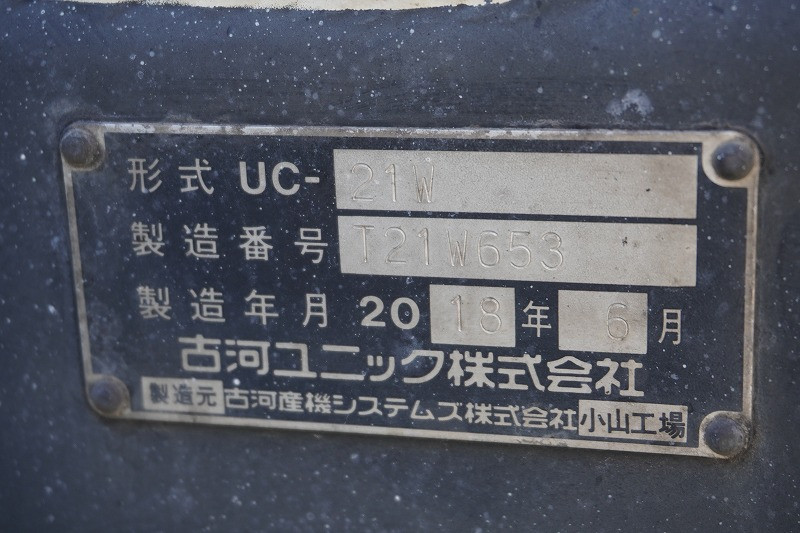 形式 UC- 21W
製造番号 T21W653
製造年月 2018年 6月
古河ユニック株式会社
製造元 古河産機システムズ株式会社 小山工場